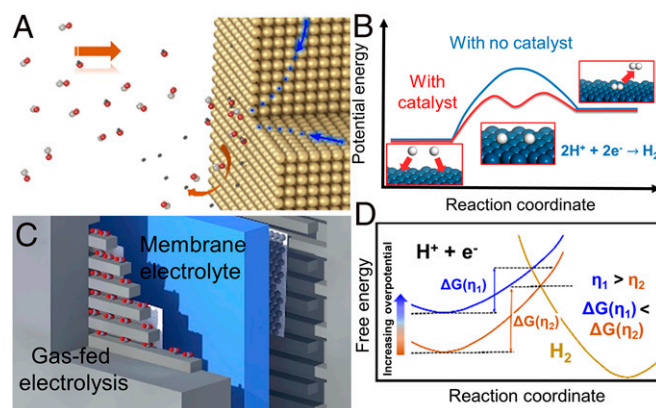 A
B
Potential energy
With no catalyst
With
catalyst
2H⁺ + 2e⁻ → H₂
Reaction coordinate
C
Membrane
electrolyte
Gas-fed
electrolysis
D
Free energy
Increasing overpotential
H⁺ + e⁻
ΔG(η₁)
ΔG(η₂)
η₁ > η₂
ΔG(η₁) <
ΔG(η₂)
H₂
Reaction coordinate